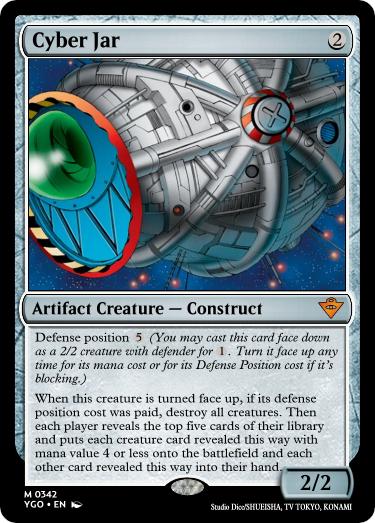 Cyber Jar 2
Artifact Creature — Construct
Defense position 5 (You may cast this card face down
as a 2/2 creature with defender for 1 . Turn it face up any
time for its mana cost or for its Defense Position cost if it's
blocking.)
When this creature is turned face up, if its defense
position cost was paid, destroy all creatures. Then
each player reveals the top five cards of their library
and puts each creature card revealed this way with
mana value 4 or less onto the battlefield and each
other card revealed this way into their hand.
2/2
M 0342
YGO • EN
Studio Dice/SHUEISHA, TV TOKYO, KONAMI